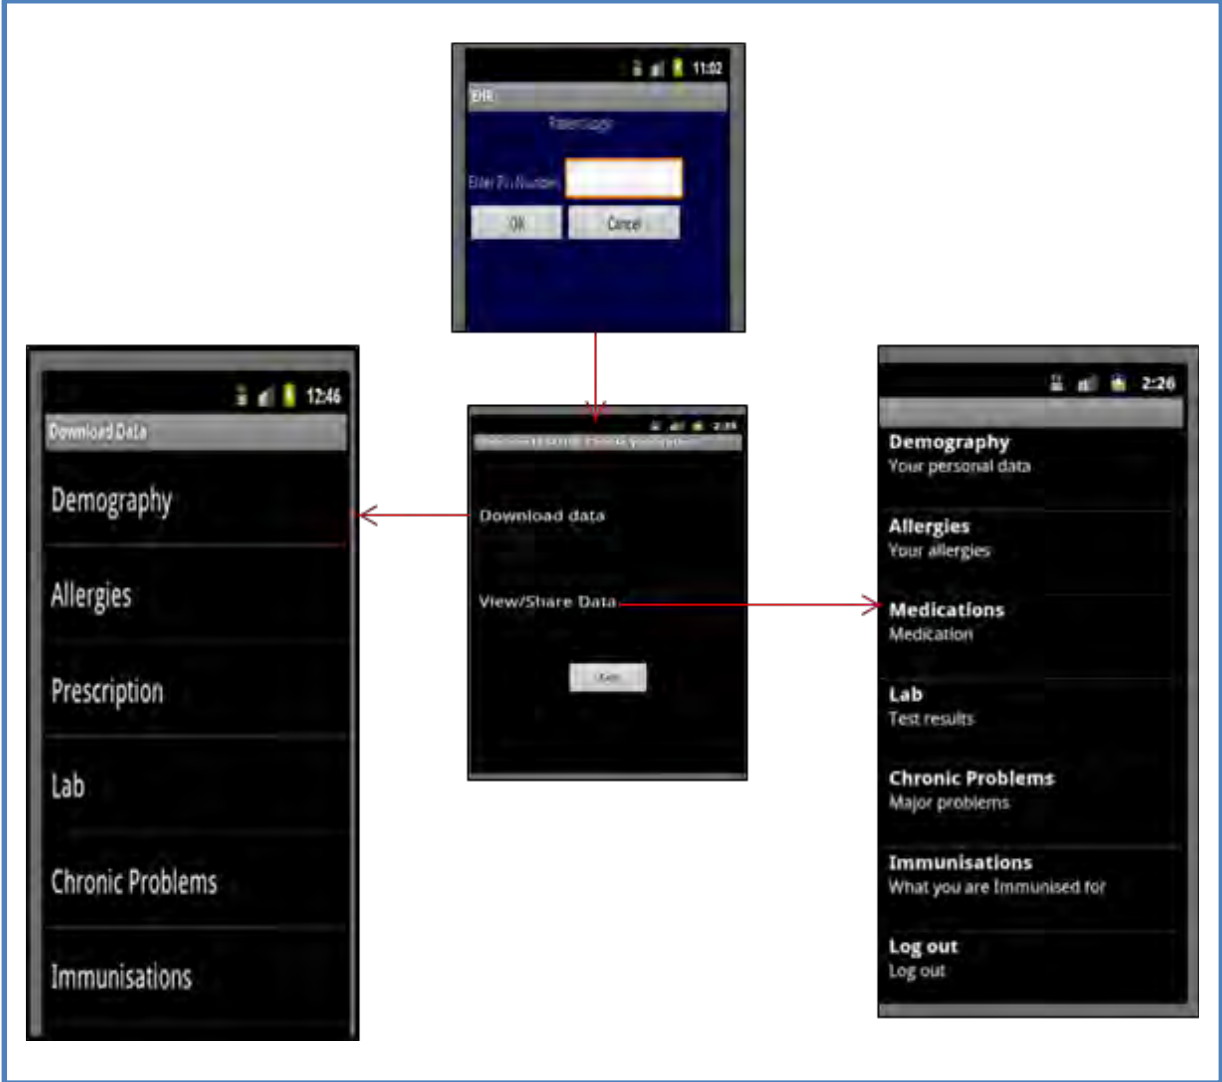 11:02
EHR
Patient Login
Enter Pin Number:
OK
Cancel
12:46
Download Data
Demography
Allergies
Prescription
Lab
Chronic Problems
Immunisations
Download data
View/Share Data
2:26
Demography
Your personal data
Allergies
Your allergies
Medications
Medication
Lab
Test results
Chronic Problems
Major problems
Immunisations
What you are Immunised for
Log out
Log out